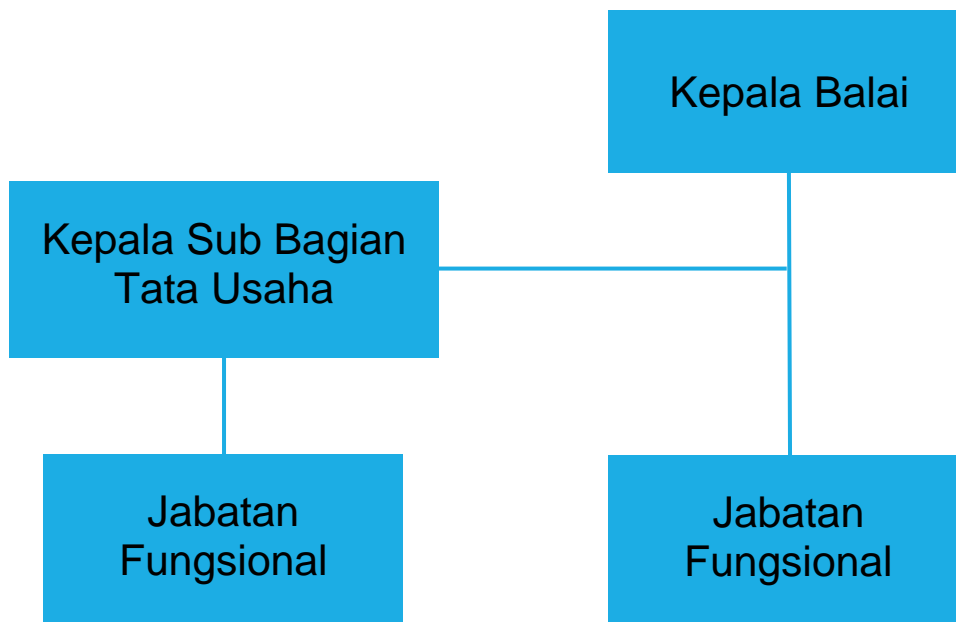 Kepala Balai
Kepala Sub Bagian
Tata Usaha
Jabatan
Fungsional
Jabatan
Fungsional